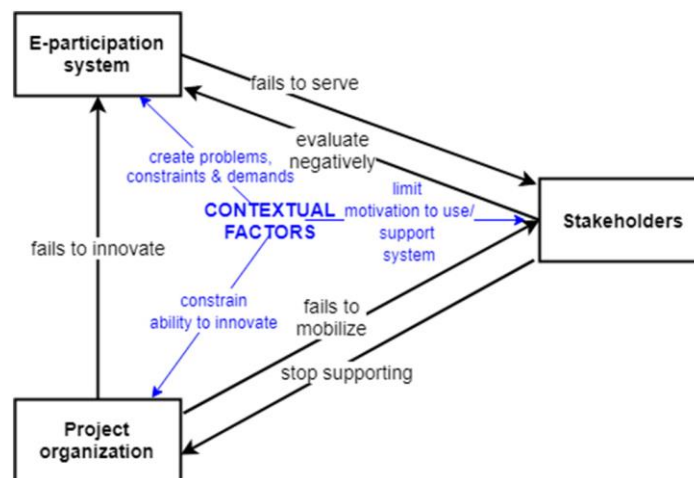 E-participation
system
fails to serve
evaluate
negatively
create problems,
constraints & demands
CONTEXTUAL
FACTORS
limit
motivation to use/
support
system
Stakeholders
fails to innovate
constrain
ability to innovate
fails to
mobilize
stop supporting
Project
organization